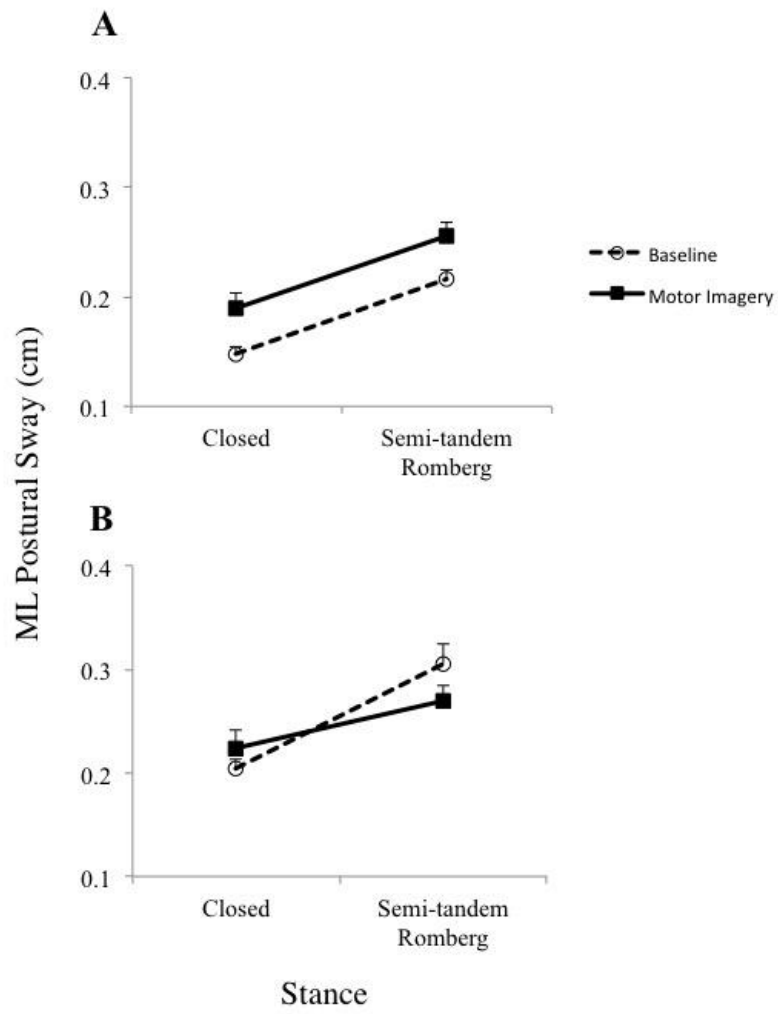 A
0.4
0.3
0.2
0.1
Closed
Semi-tandem
Romberg
Baseline
Motor Imagery
ML Postural Sway (cm)
B
0.4
0.3
0.2
0.1
Closed
Semi-tandem
Romberg
Stance